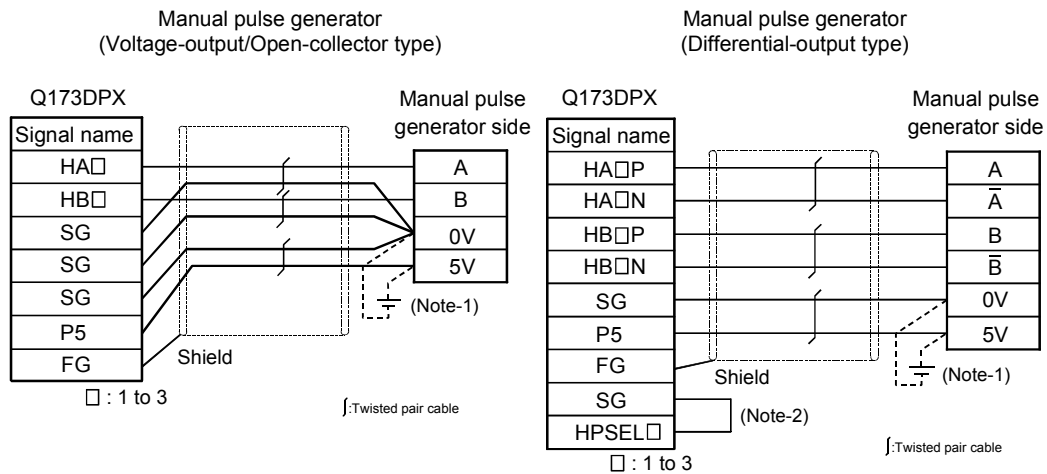 Manual pulse generator
(Voltage-output/Open-collector type)
Q173DPX
Manual pulse
generator side
Signal name
HA□
HB□
SG
SG
SG
P5
FG
A
B
0V
5V
(Note-1)
Shield
□ : 1 to 3
∫:Twisted pair cable
Manual pulse generator
(Differential-output type)
Q173DPX
Manual pulse
generator side
Signal name
HA□P
HA□N
HB□P
HB□N
SG
P5
FG
SG
HPSEL□
A
A̅
B
B̅
0V
5V
(Note-1)
Shield
(Note-2)
□ : 1 to 3
∫:Twisted pair cable